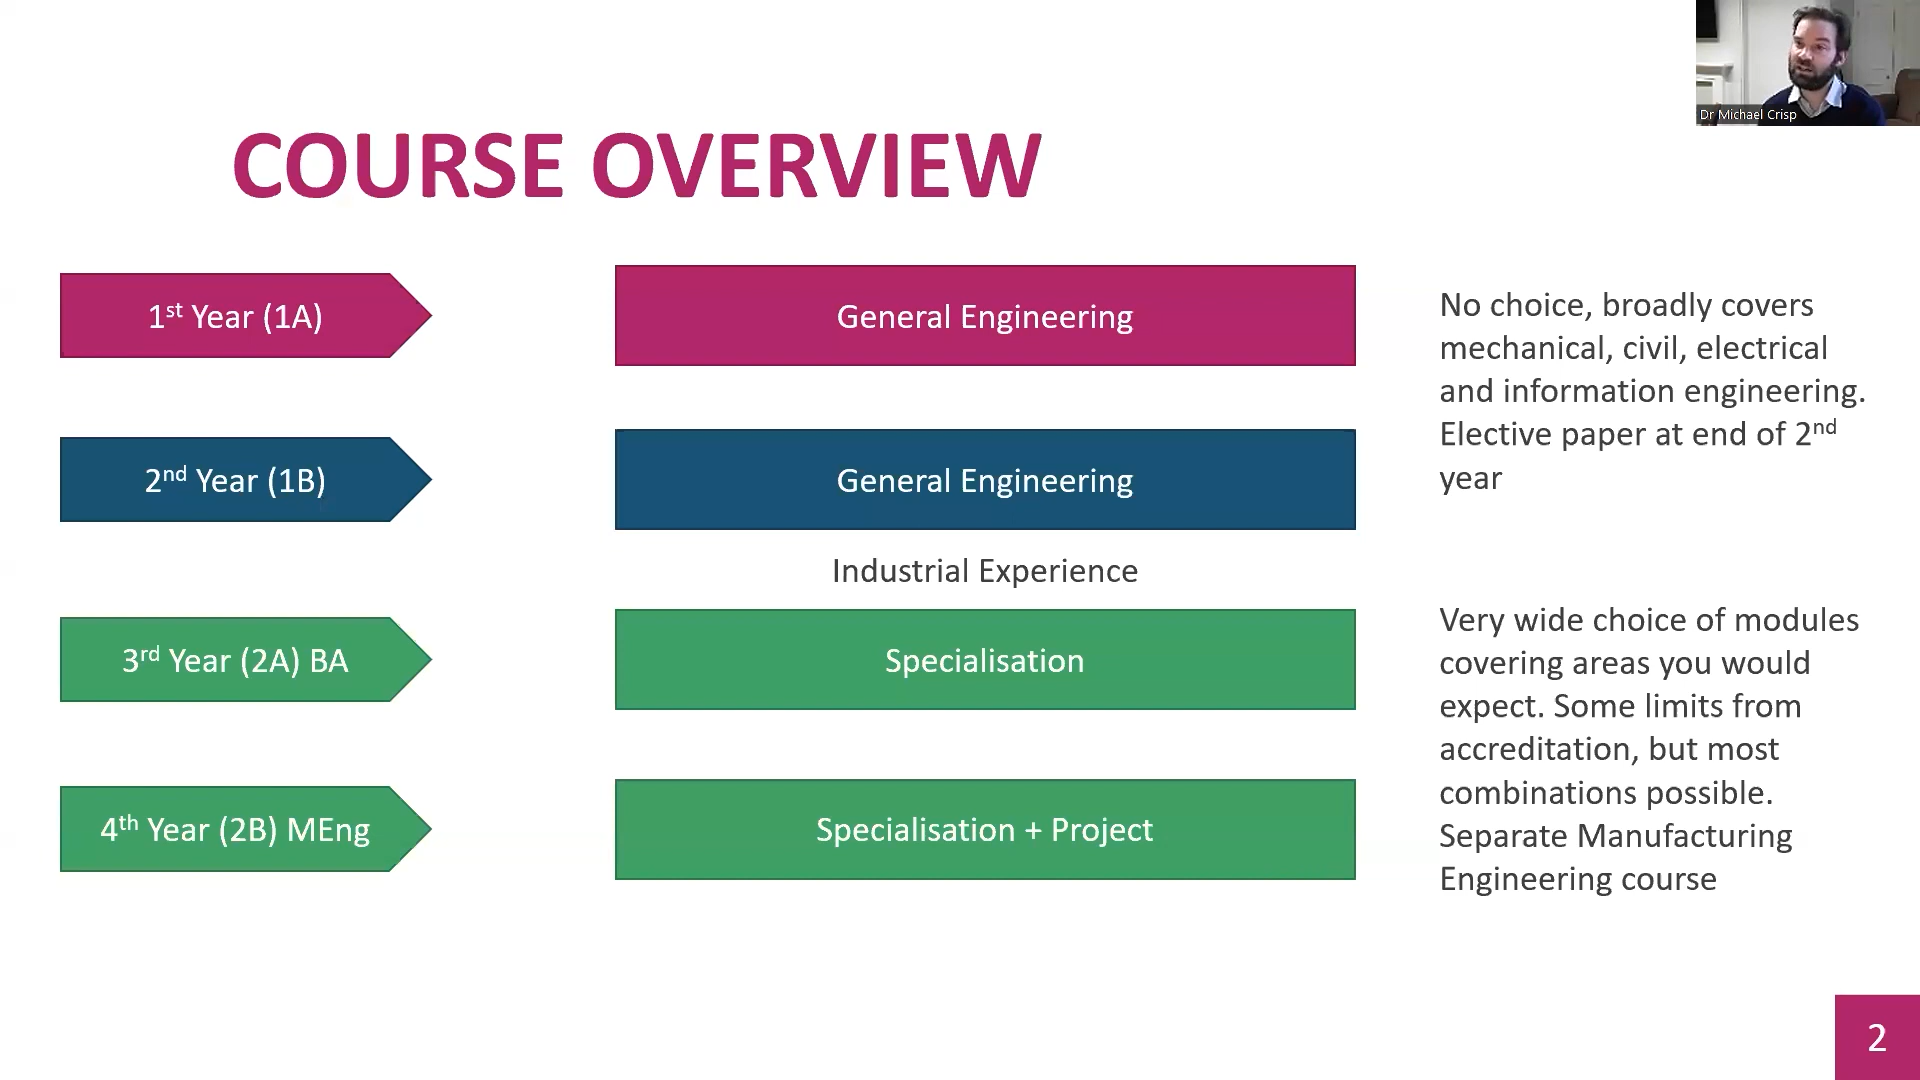 Dr Michael Crisp
COURSE OVERVIEW
1st Year (1A)
General Engineering
No choice, broadly covers
mechanical, civil, electrical
and information engineering.
Elective paper at end of 2nd
year
2nd Year (1B)
General Engineering
Industrial Experience
3rd Year (2A) BA
Specialisation
Very wide choice of modules
covering areas you would
expect. Some limits from
accreditation, but most
combinations possible.
Separate Manufacturing
Engineering course
4th Year (2B) MEng
Specialisation + Project
2